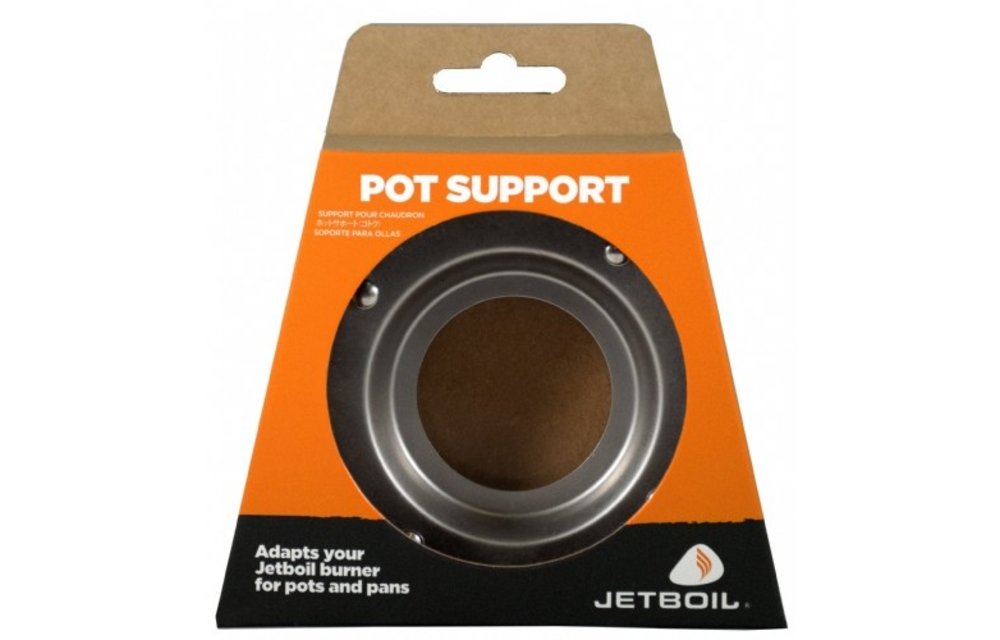 POT SUPPORT
SUPPORT POUR CHAUDRON
ホットサポート(ゴトク)
SOPORTE PARA OLLAS
Adapts your
Jetboil burner
for pots and pans
JETBOIL®